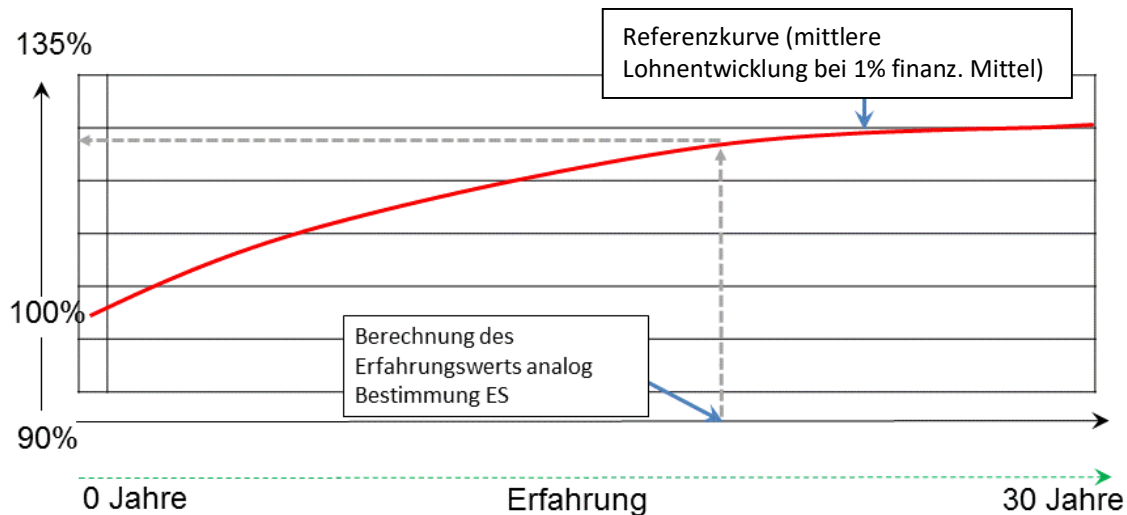 135%
Referenzkurve (mittlere
Lohnentwicklung bei 1% finanz. Mittel)
100%
Berechnung des
Erfahrungswerts analog
Bestimmung ES
90%
0 Jahre
Erfahrung
30 Jahre